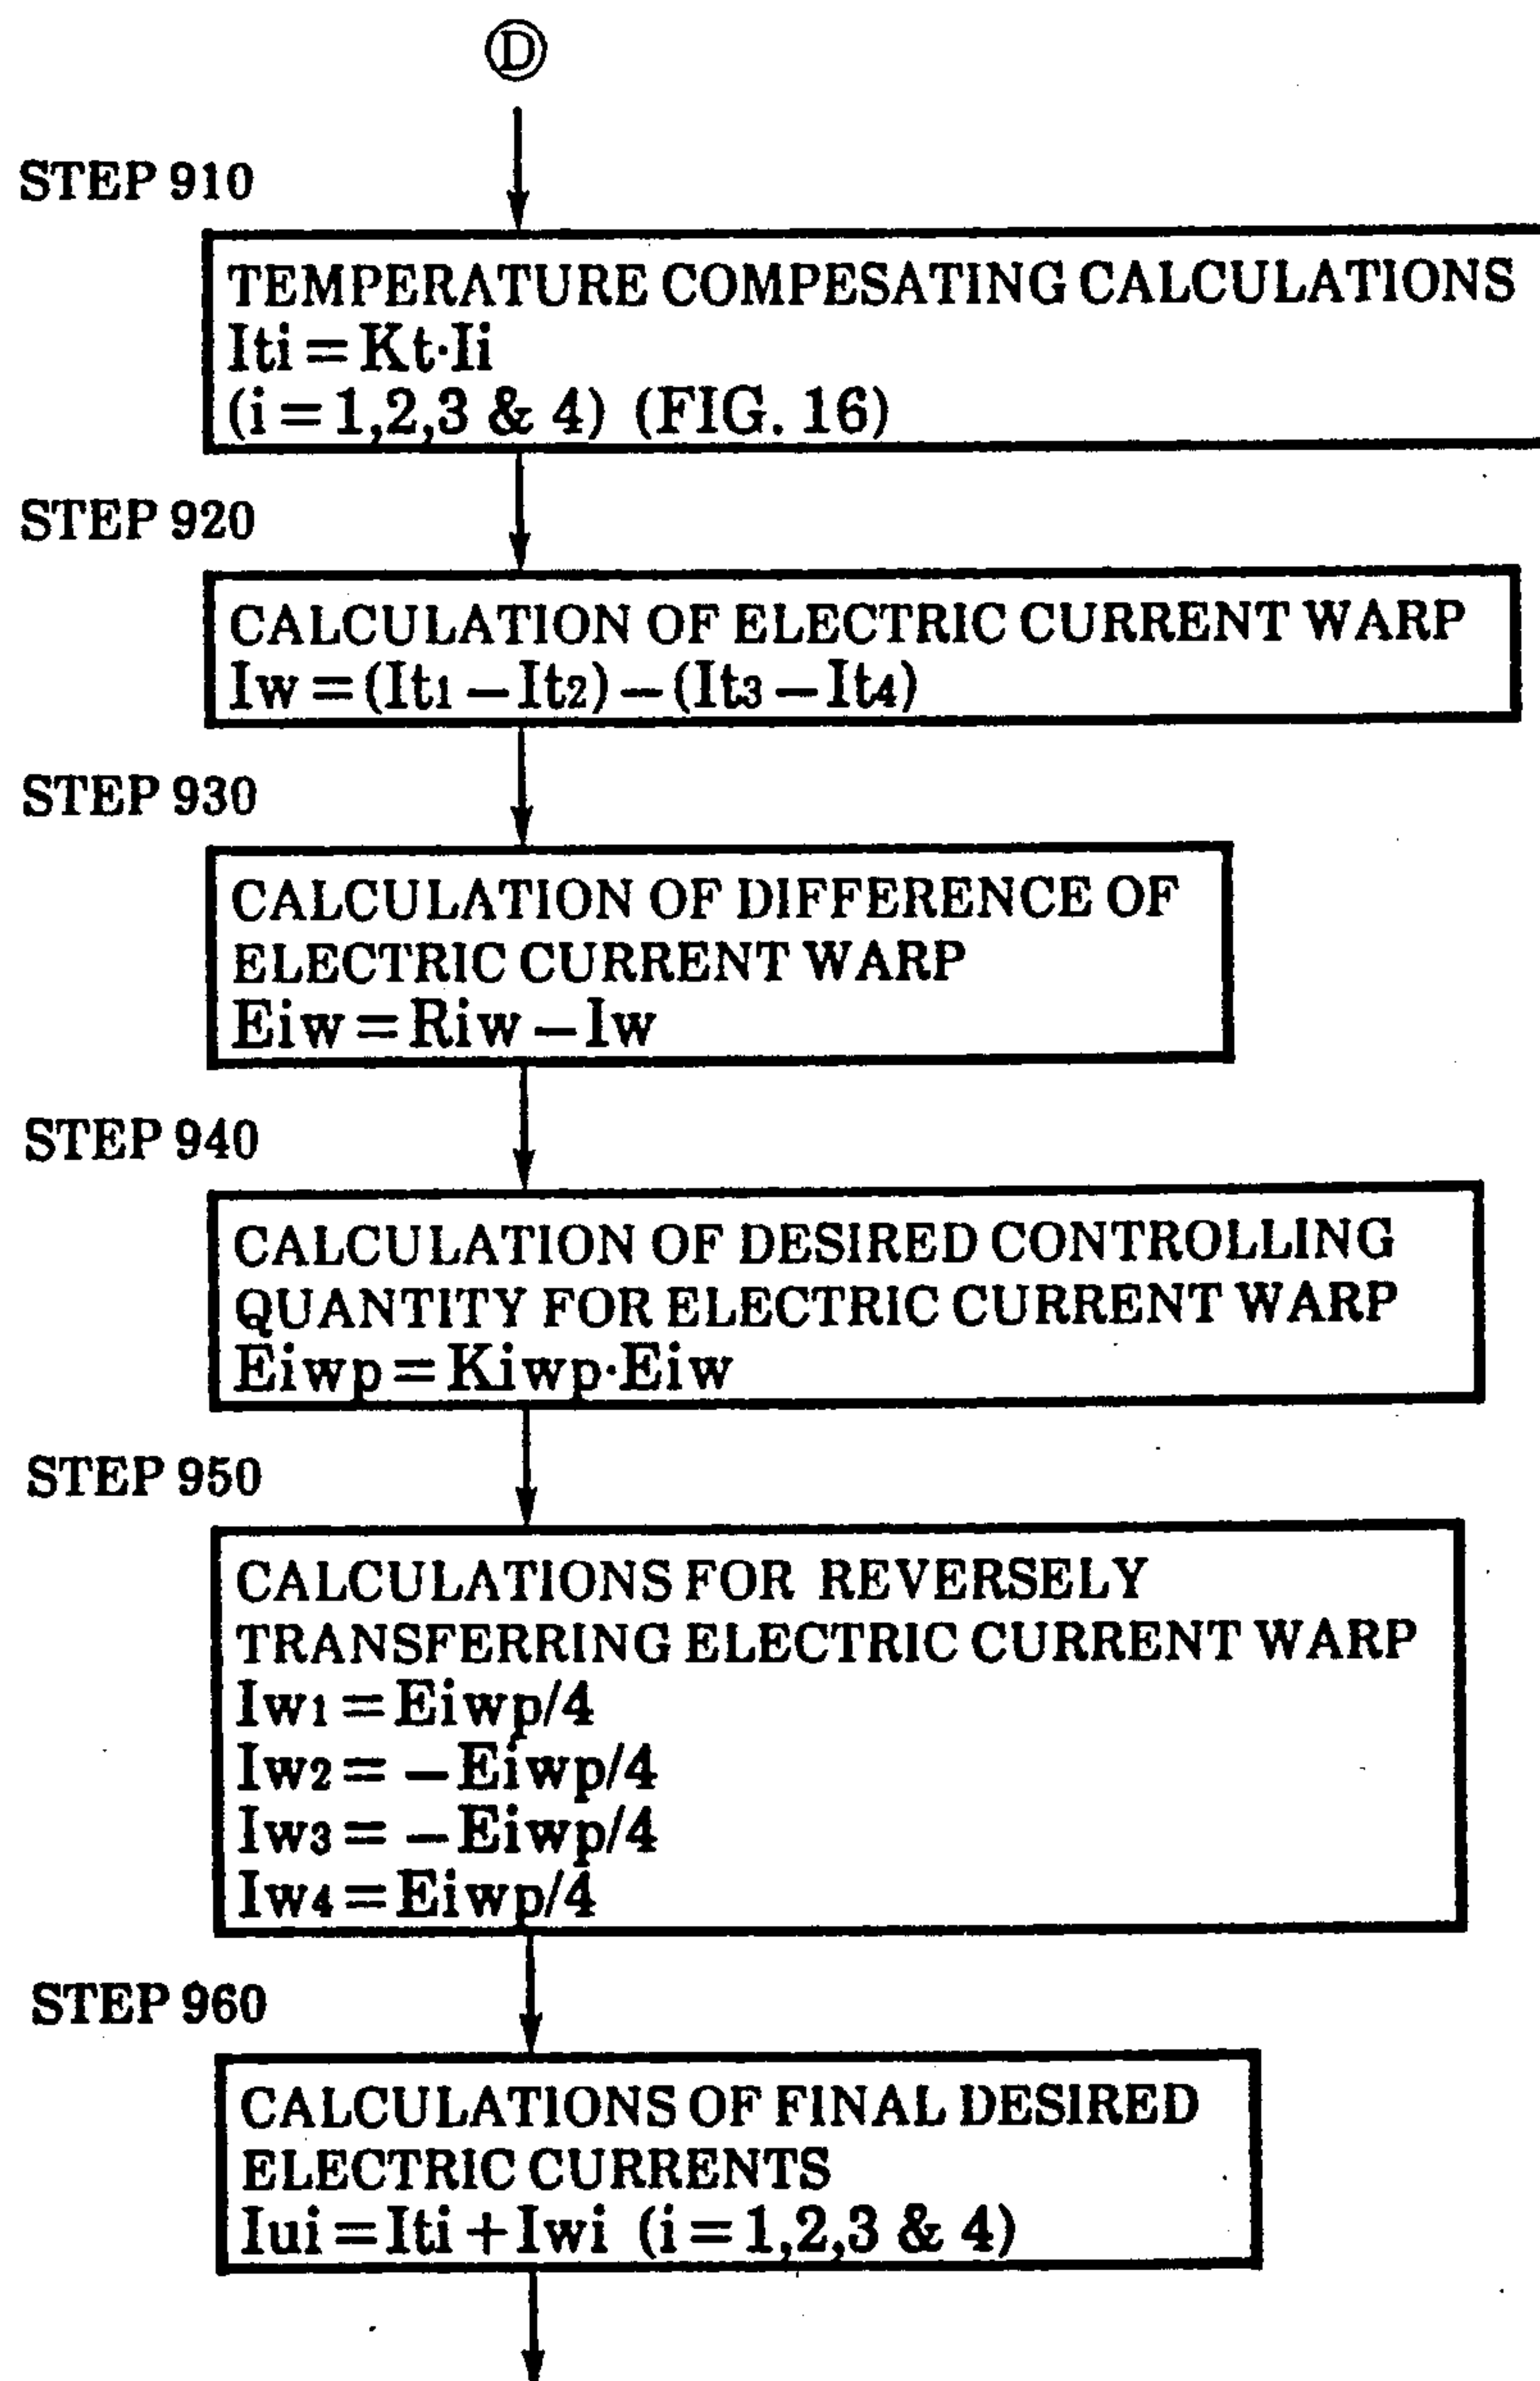 D
STEP 910
TEMPERATURE COMPESATING CALCULATIONS
Iti = Kt·Ii
(i = 1,2,3 & 4) (FIG. 16)
STEP 920
CALCULATION OF ELECTRIC CURRENT WARP
Iw = (It1 – It2) – (It3 – It4)
STEP 930
CALCULATION OF DIFFERENCE OF
ELECTRIC CURRENT WARP
Eiw = Riw – Iw
STEP 940
CALCULATION OF DESIRED CONTROLLING
QUANTITY FOR ELECTRIC CURRENT WARP
Eiwp = Kiwp·Eiw
STEP 950
CALCULATIONS FOR REVERSELY
TRANSFERRING ELECTRIC CURRENT WARP
Iw1 = Eiwp/4
Iw2 = – Eiwp/4
Iw3 = – Eiwp/4
Iw4 = Eiwp/4
STEP 960
CALCULATIONS OF FINAL DESIRED
ELECTRIC CURRENTS
Iui = Iti + Iwi (i = 1,2,3 & 4)